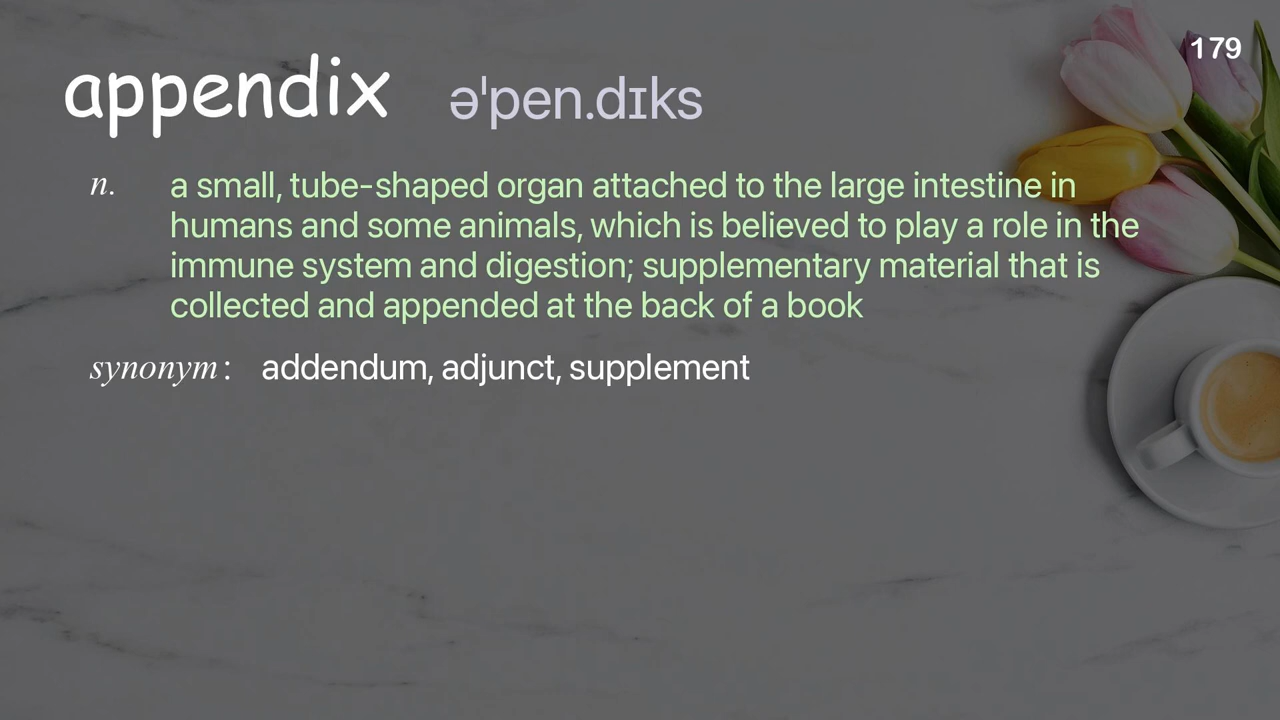 179
appendix əˈpen.dɪks
n. a small, tube-shaped organ attached to the large intestine in
humans and some animals, which is believed to play a role in the
immune system and digestion; supplementary material that is
collected and appended at the back of a book
synonym: addendum, adjunct, supplement